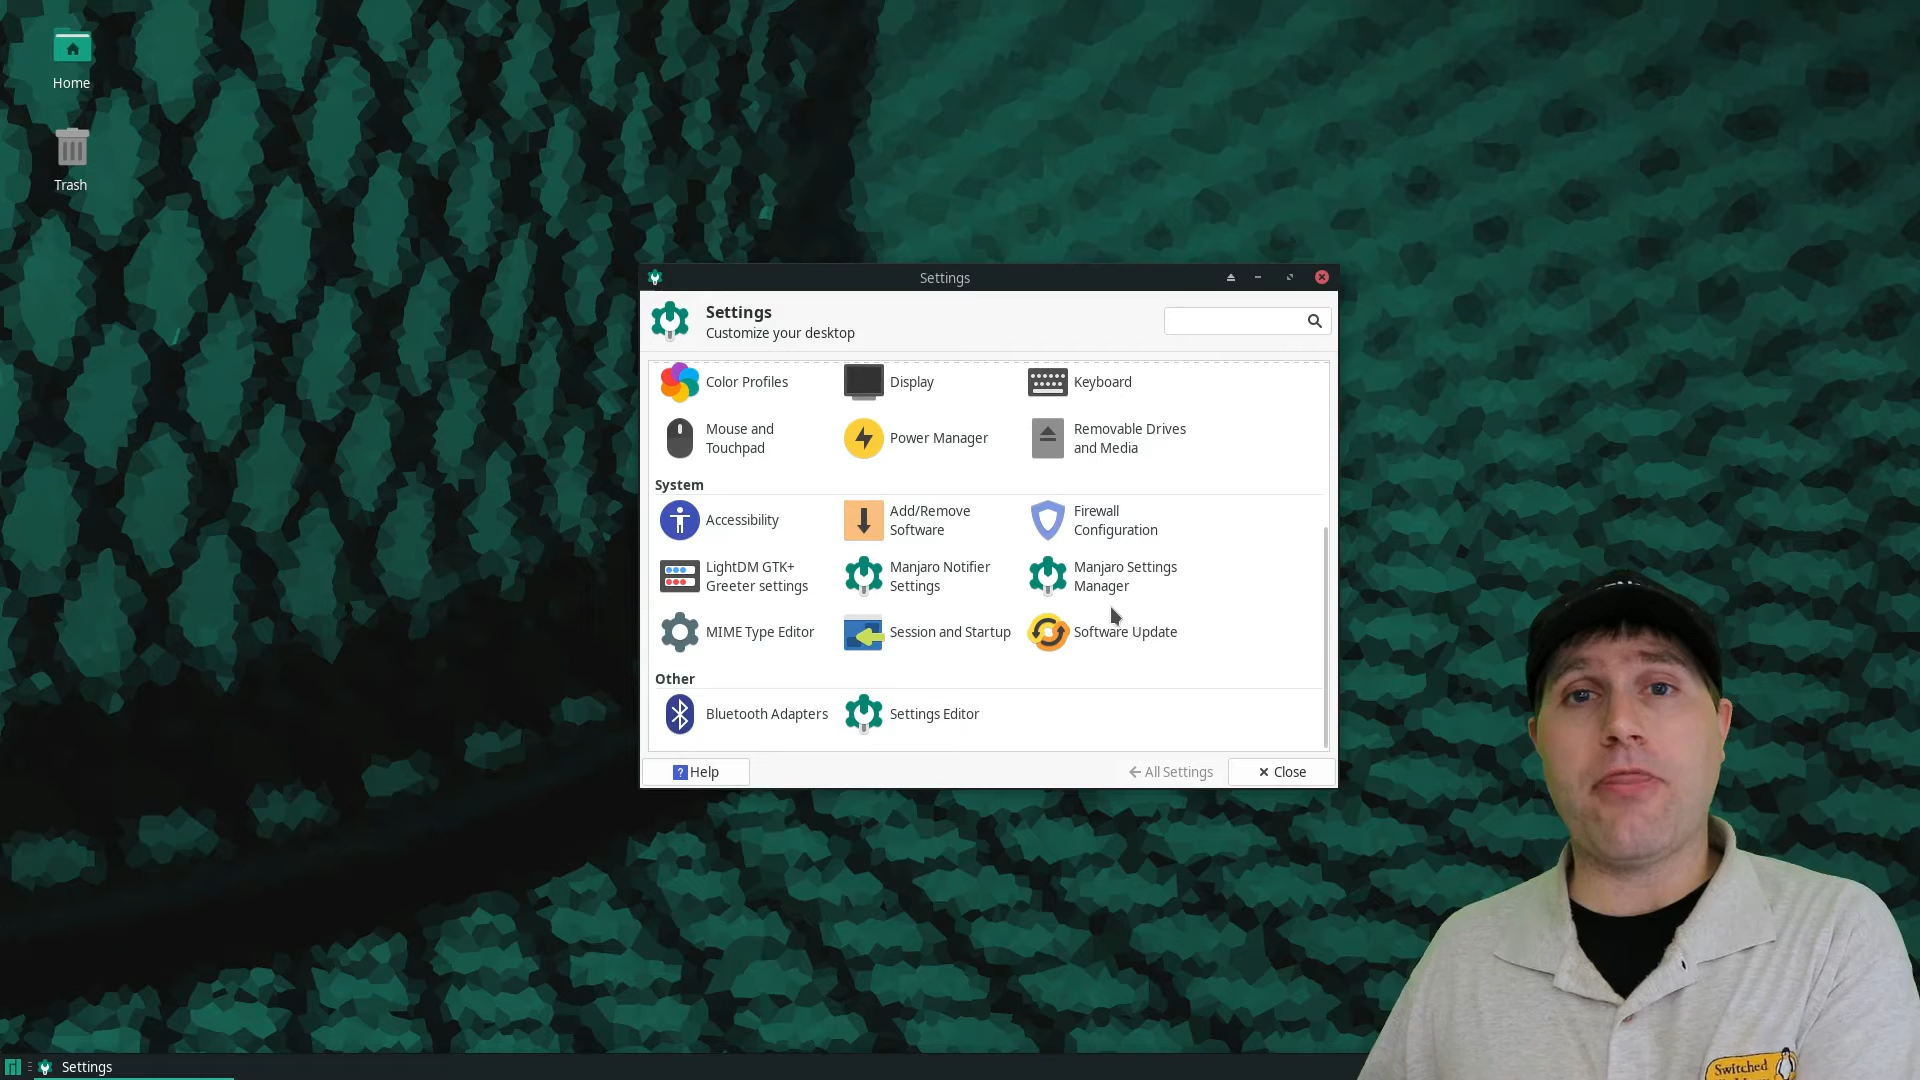 Home
Trash
Settings
Settings
Customize your desktop
Color Profiles
Display
Keyboard
Mouse and
Touchpad
Power Manager
Removable Drives
and Media
System
Accessibility
Add/Remove
Software
Firewall
Configuration
LightDM GTK+
Greeter settings
Manjaro Notifier
Settings
Manjaro Settings
Manager
MIME Type Editor
Session and Startup
Software Update
Other
Bluetooth Adapters
Settings Editor
? Help
All Settings
Close
Settings
Switched